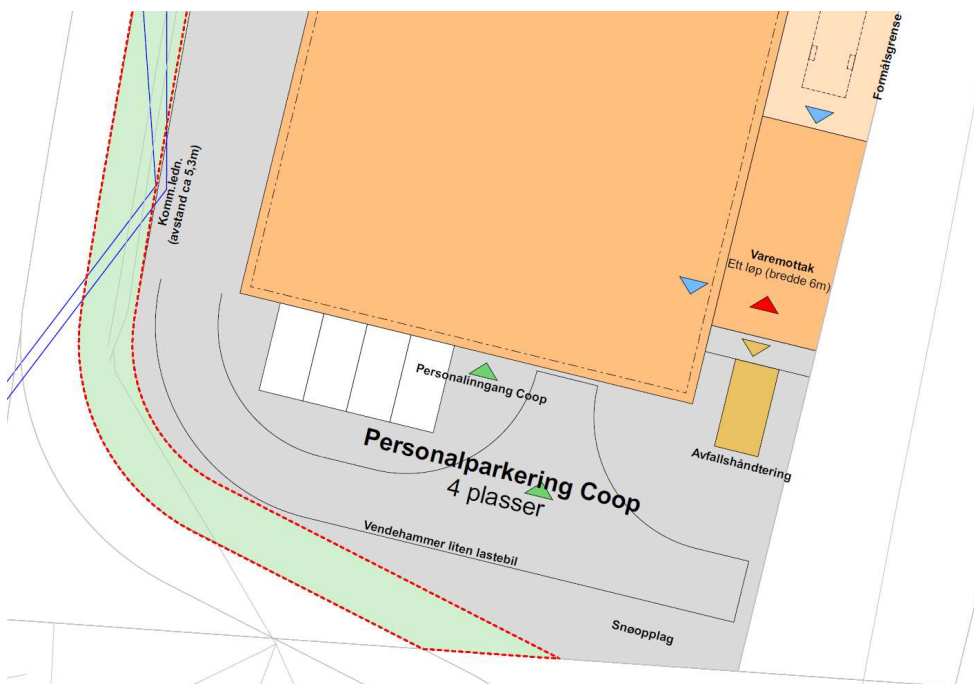 Formålsgrense
Komm.ledn.
(avstand ca 5,3m)
Varemottak
Ett løp (bredde 6m)
Personalinngang Coop
Personalparkering Coop
4 plasser
Avfallshåndtering
Vendehammer liten lastebil
Snøopplag